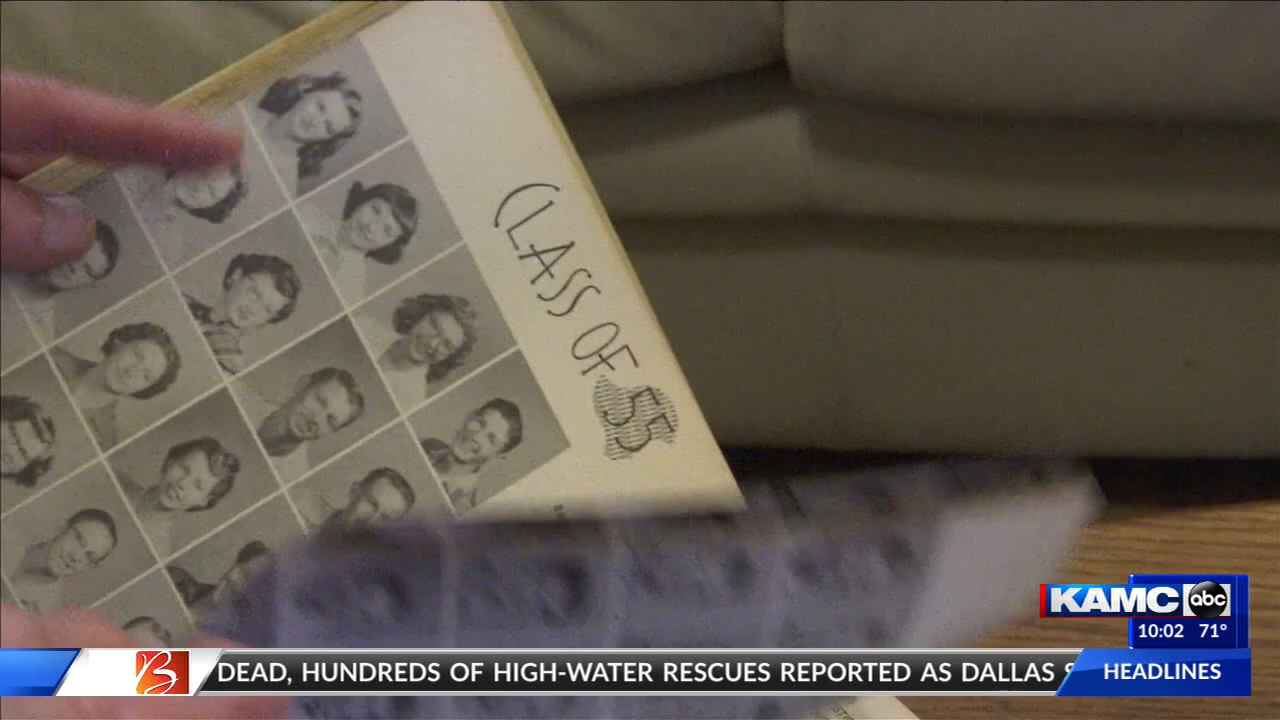 CLASS OF 55
KAMC abc
10:02 71°
B DEAD, HUNDREDS OF HIGH-WATER RESCUES REPORTED AS DALLAS
HEADLINES